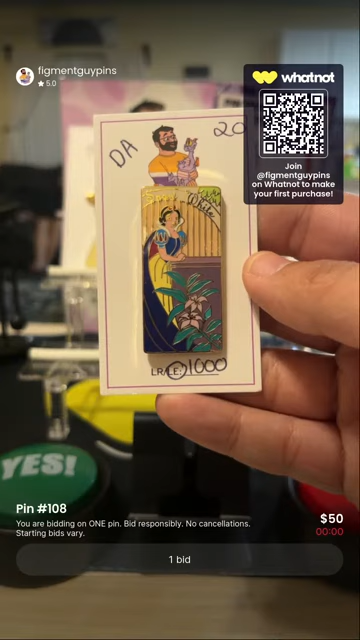 figmentguypins
★ 5.0
whatnot
Join
@figmentguypins
on Whatnot to make
your first purchase!
DA
20
Snow
White
LR/LE: 1000
YES!
Pin #108
You are bidding on ONE pin. Bid responsibly. No cancellations.
Starting bids vary.
$50
00:00
1 bid